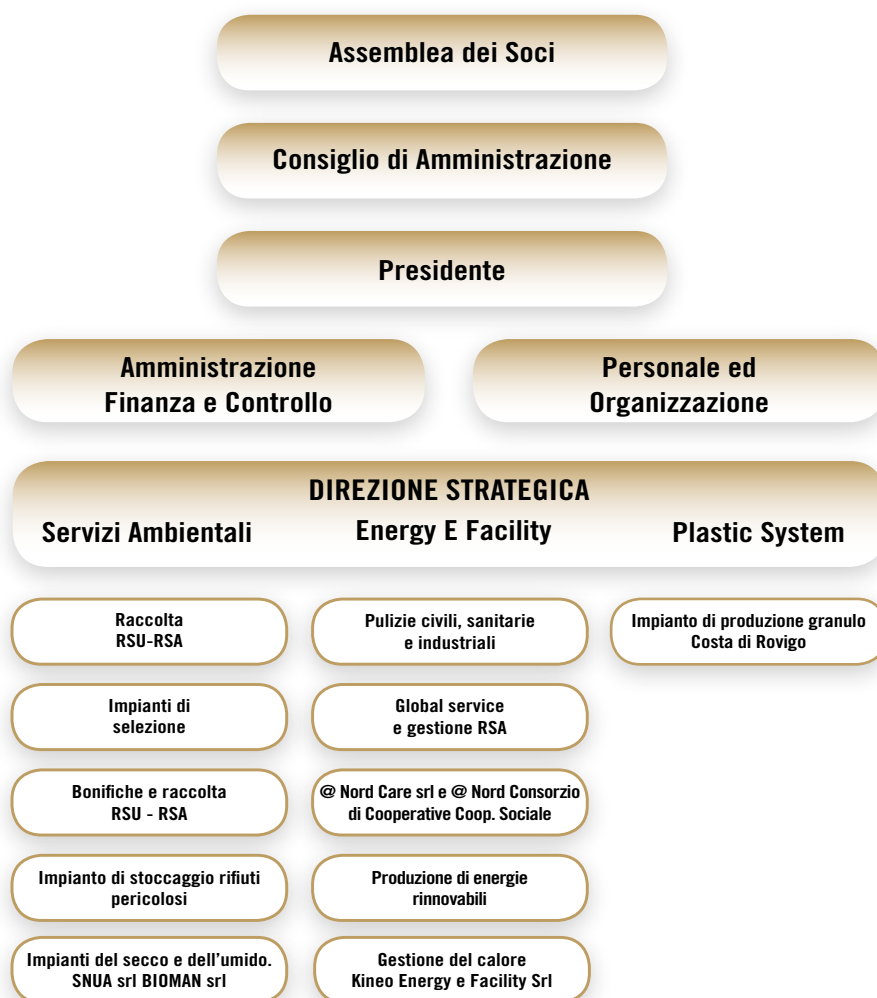 Assemblea dei Soci
Consiglio di Amministrazione
Presidente
Amministrazione
Finanza e Controllo
Personale ed
Organizzazione
DIREZIONE STRATEGICA
Servizi Ambientali
Energy E Facility
Plastic System
Raccolta
RSU-RSA
Pulizie civili, sanitarie
e industriali
Impianto di produzione granulo
Costa di Rovigo
Impianti di
selezione
Global service
e gestione RSA
Bonifiche e raccolta
RSU - RSA
@ Nord Care srl e @ Nord Consorzio
di Cooperative Coop. Sociale
Impianto di stoccaggio rifiuti
pericolosi
Produzione di energie
rinnovabili
Impianti del secco e dell'umido.
SNUA srl BIOMAN srl
Gestione del calore
Kineo Energy e Facility Srl